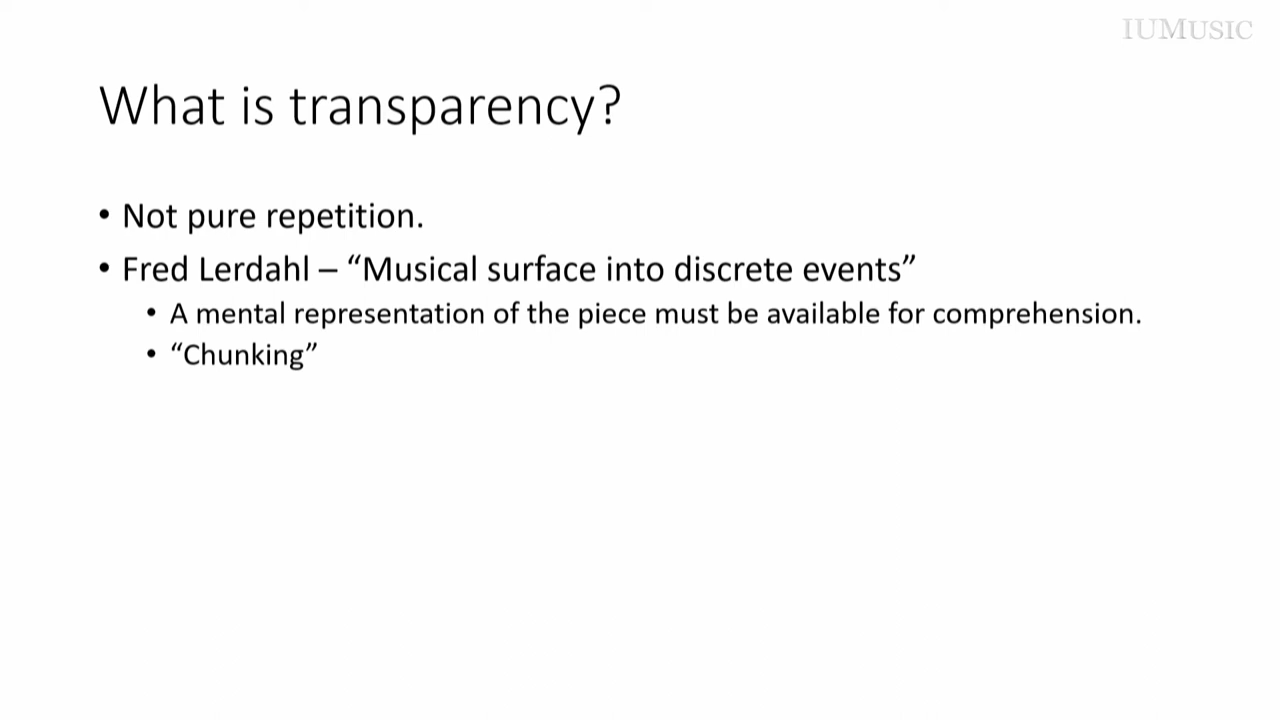 IUMUSIC
What is transparency?
• Not pure repetition.
• Fred Lerdahl – “Musical surface into discrete events”
• A mental representation of the piece must be available for comprehension.
• “Chunking”